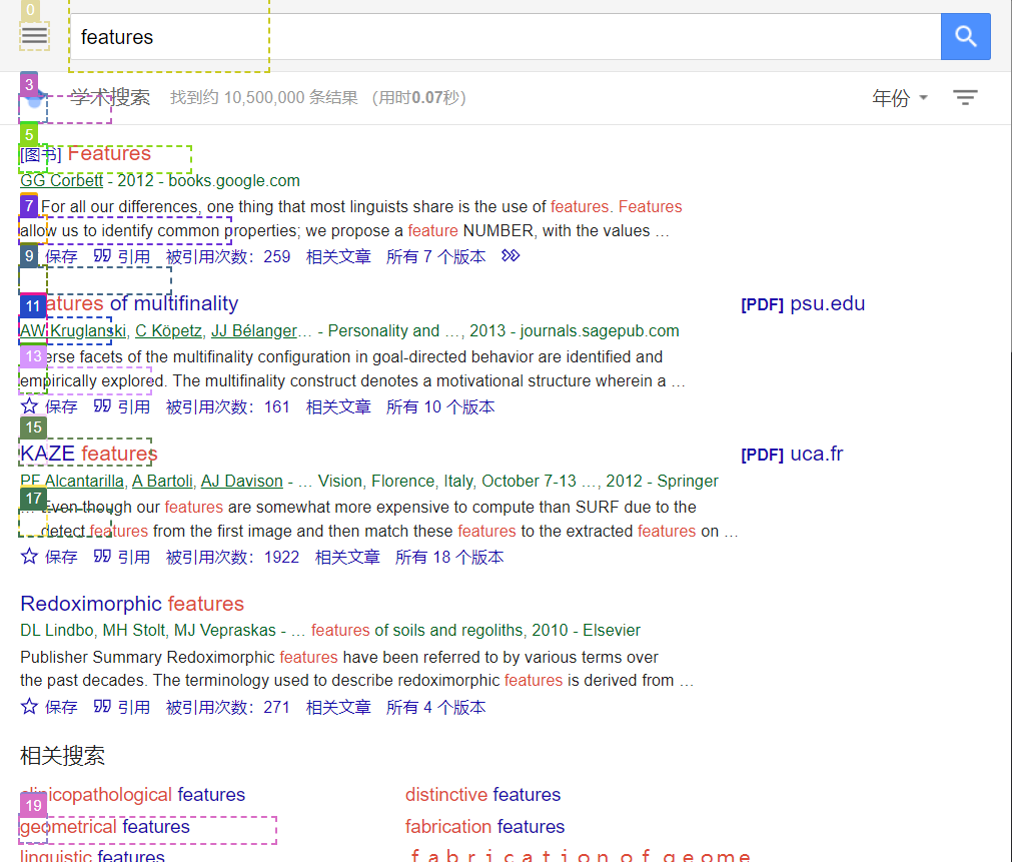 0
features
3
学术搜索 找到约 10,500,000 条结果 (用时0.07秒) 年份
5
[图书] Features
GG Corbett - 2012 - books.google.com
7 For all our differences, one thing that most linguists share is the use of features. Features
allow us to identify common properties; we propose a feature NUMBER, with the values …
9 保存 引用 被引用次数：259 相关文章 所有 7 个版本
11 atures of multifinality [PDF] psu.edu
AW Kruglanski, C Köpetz, JJ Bélanger… - Personality and …, 2013 - journals.sagepub.com
13 erse facets of the multifinality configuration in goal-directed behavior are identified and
empirically explored. The multifinality construct denotes a motivational structure wherein a …
保存 引用 被引用次数：161 相关文章 所有 10 个版本
15
KAZE features [PDF] uca.fr
PF Alcantarilla, A Bartoli, AJ Davison - … Vision, Florence, Italy, October 7-13 …, 2012 - Springer
17 Even though our features are somewhat more expensive to compute than SURF due to the
detect features from the first image and then match these features to the extracted features on …
保存 引用 被引用次数：1922 相关文章 所有 18 个版本
Redoximorphic features
DL Lindbo, MH Stolt, MJ Vepraskas - … features of soils and regoliths, 2010 - Elsevier
Publisher Summary Redoximorphic features have been referred to by various terms over
the past decades. The terminology used to describe redoximorphic features is derived from …
保存 引用 被引用次数：271 相关文章 所有 4 个版本
相关搜索
clinicopathological features distinctive features
19
geometrical features fabrication features
linguistic features fabrication of geome